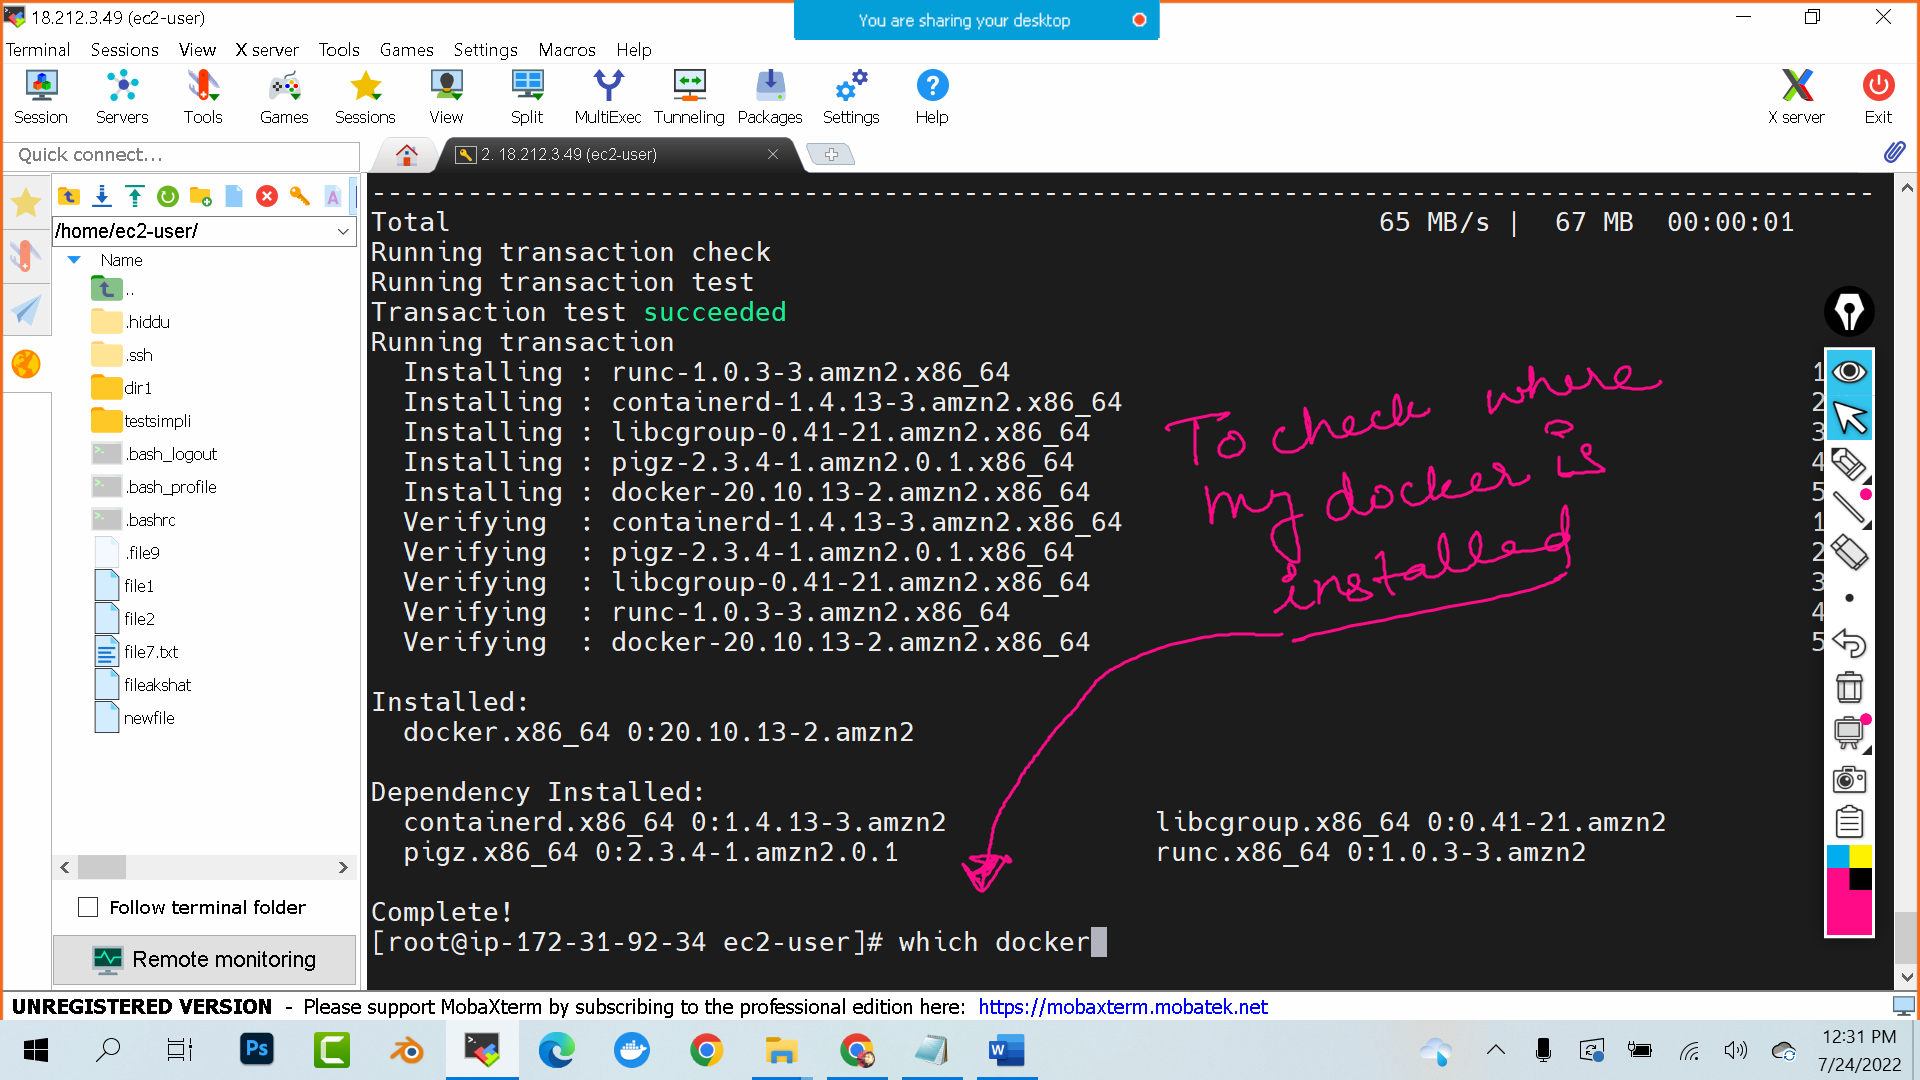 18.212.3.49 (ec2-user)
You are sharing your desktop
Terminal Sessions View X server Tools Games Settings Macros Help
Session Servers Tools Games Sessions View Split MultiExec Tunneling Packages Settings Help X server Exit
Quick connect...
2. 18.212.3.49 (ec2-user)
/home/ec2-user/
Name
..
.hiddu
.ssh
dir1
testsimpli
.bash_logout
.bash_profile
.bashrc
.file9
file1
file2
file7.txt
fileakshat
newfile
Follow terminal folder
Remote monitoring
--------------------------------------------------------------------------------------------
Total 65 MB/s | 67 MB 00:00:01
Running transaction check
Running transaction test
Transaction test succeeded
Running transaction
Installing : runc-1.0.3-3.amzn2.x86_64 1
Installing : containerd-1.4.13-3.amzn2.x86_64 2
Installing : libcgroup-0.41-21.amzn2.x86_64 3
Installing : pigz-2.3.4-1.amzn2.0.1.x86_64 4
Installing : docker-20.10.13-2.amzn2.x86_64 5
Verifying : containerd-1.4.13-3.amzn2.x86_64 1
Verifying : pigz-2.3.4-1.amzn2.0.1.x86_64 2
Verifying : libcgroup-0.41-21.amzn2.x86_64 3
Verifying : runc-1.0.3-3.amzn2.x86_64 4
Verifying : docker-20.10.13-2.amzn2.x86_64 5
Installed:
docker.x86_64 0:20.10.13-2.amzn2
Dependency Installed:
containerd.x86_64 0:1.4.13-3.amzn2 libcgroup.x86_64 0:0.41-21.amzn2
pigz.x86_64 0:2.3.4-1.amzn2.0.1 runc.x86_64 0:1.0.3-3.amzn2
Complete!
[root@ip-172-31-92-34 ec2-user]# which docker
To check where
my docker is
installed
UNREGISTERED VERSION - Please support MobaXterm by subscribing to the professional edition here: https://mobaxterm.mobatek.net
Ps
W
12:31 PM
7/24/2022